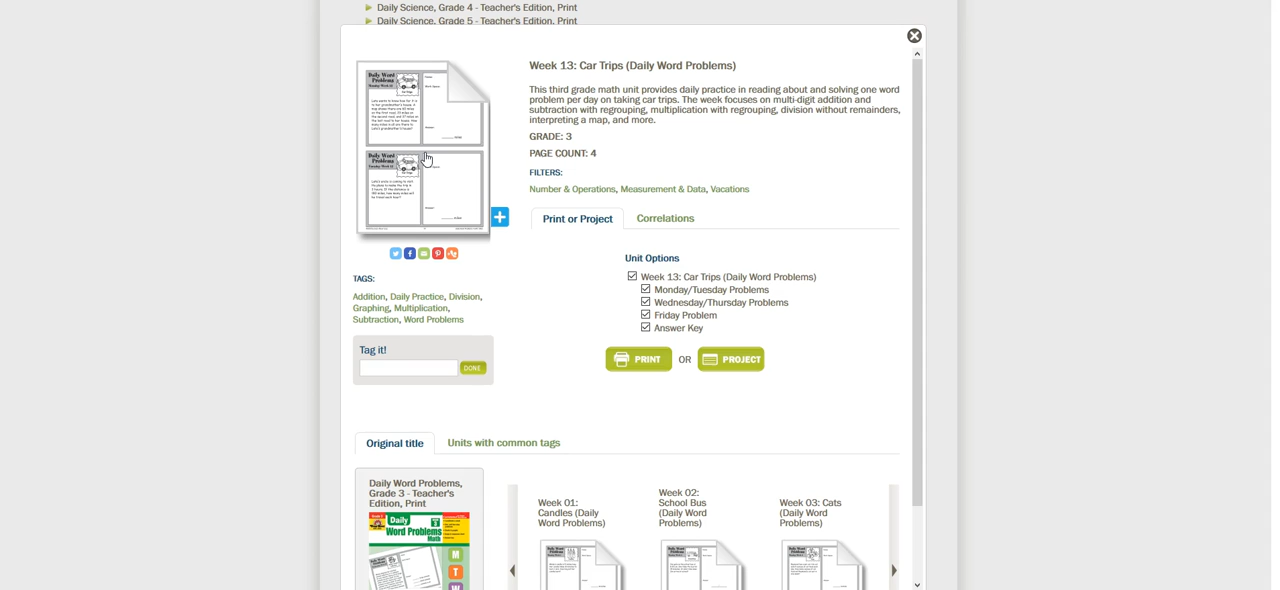 Daily Science, Grade 4 - Teacher's Edition, Print
Daily Science, Grade 5 - Teacher's Edition, Print
Daily Word
Problems
Daily Word
Problems
Week 13: Car Trips (Daily Word Problems)
This third grade math unit provides daily practice in reading about and solving one word
problem per day on taking car trips. The week focuses on multi-digit addition and
subtraction with regrouping, multiplication with regrouping, division without remainders,
interpreting a map, and more.
GRADE: 3
PAGE COUNT: 4
FILTERS:
Number & Operations, Measurement & Data, Vacations
Print or Project
Correlations
Unit Options
Week 13: Car Trips (Daily Word Problems)
Monday/Tuesday Problems
Wednesday/Thursday Problems
Friday Problem
Answer Key
PRINT OR PROJECT
TAGS:
Addition, Daily Practice, Division,
Graphing, Multiplication,
Subtraction, Word Problems
Tag it!
DONE
Original title
Units with common tags
Daily Word Problems,
Grade 3 - Teacher's
Edition, Print
Daily
Word Problems
Math
M
T
W
Week 01:
Candles (Daily
Word Problems)
Week 02:
School Bus
(Daily Word
Problems)
Week 03: Cats
(Daily Word
Problems)